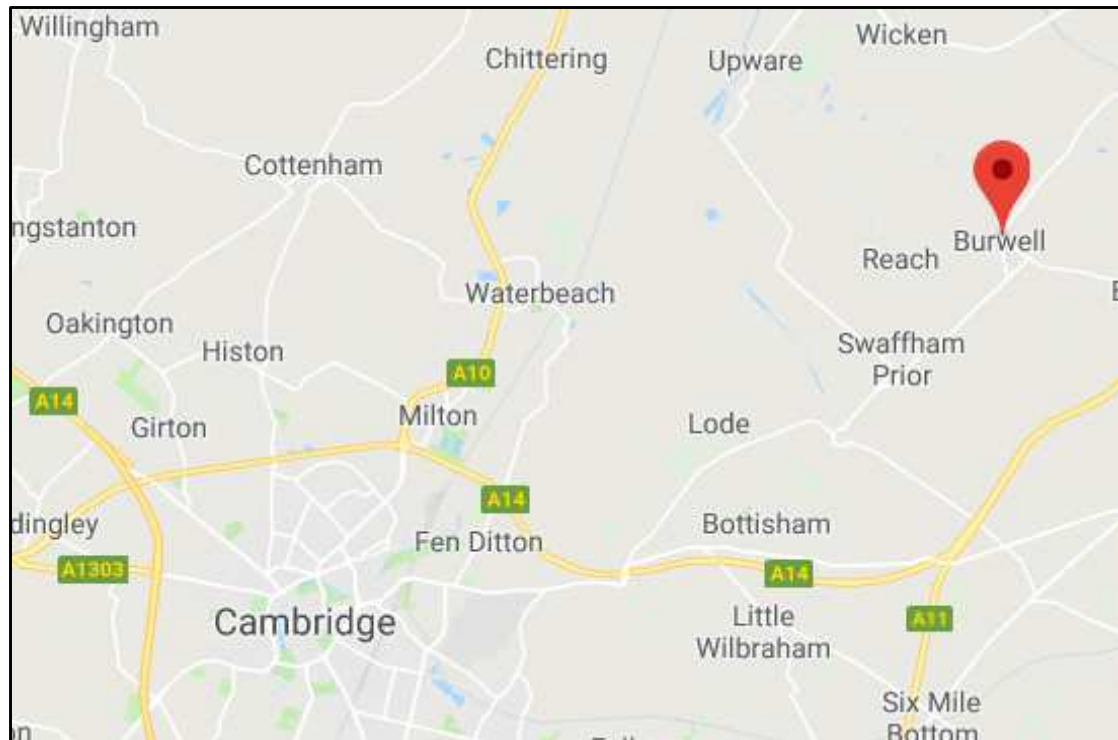 Willingham
Wicken
Chittering
Upware
Cottenham
ngstanton
Burwell
Reach
Waterbeach
Oakington
Histon
Swaffham
Prior
A10
A14
Milton
Girton
Lode
A14
dingley
Fen Ditton
Bottisham
A1303
A14
Cambridge
Little
Wilbraham
A11
Six Mile
Bottom